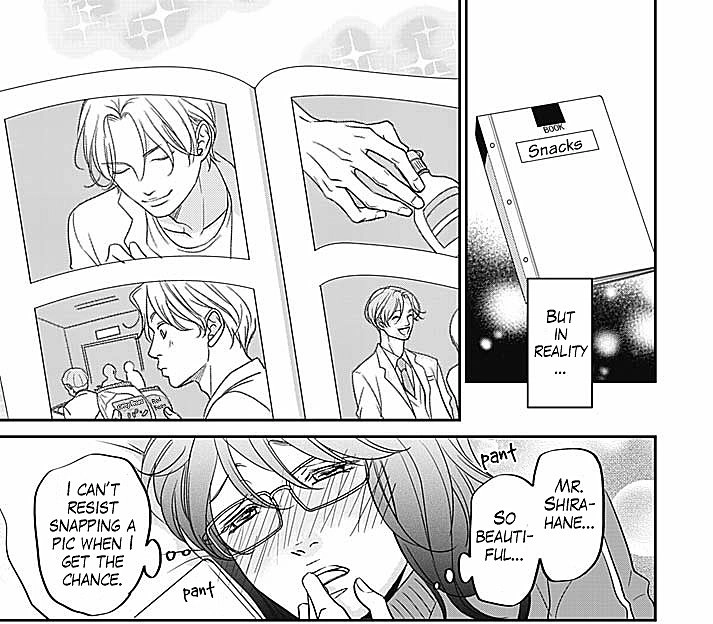 BOOK
Snacks
BUT
IN
REALITY
...
pant
MR.
SHIRA-
HANE...
SO
BEAUTI-
FUL...
I CAN'T
RESIST
SNAPPING A
PIC WHEN I
GET THE
CHANCE.
pant